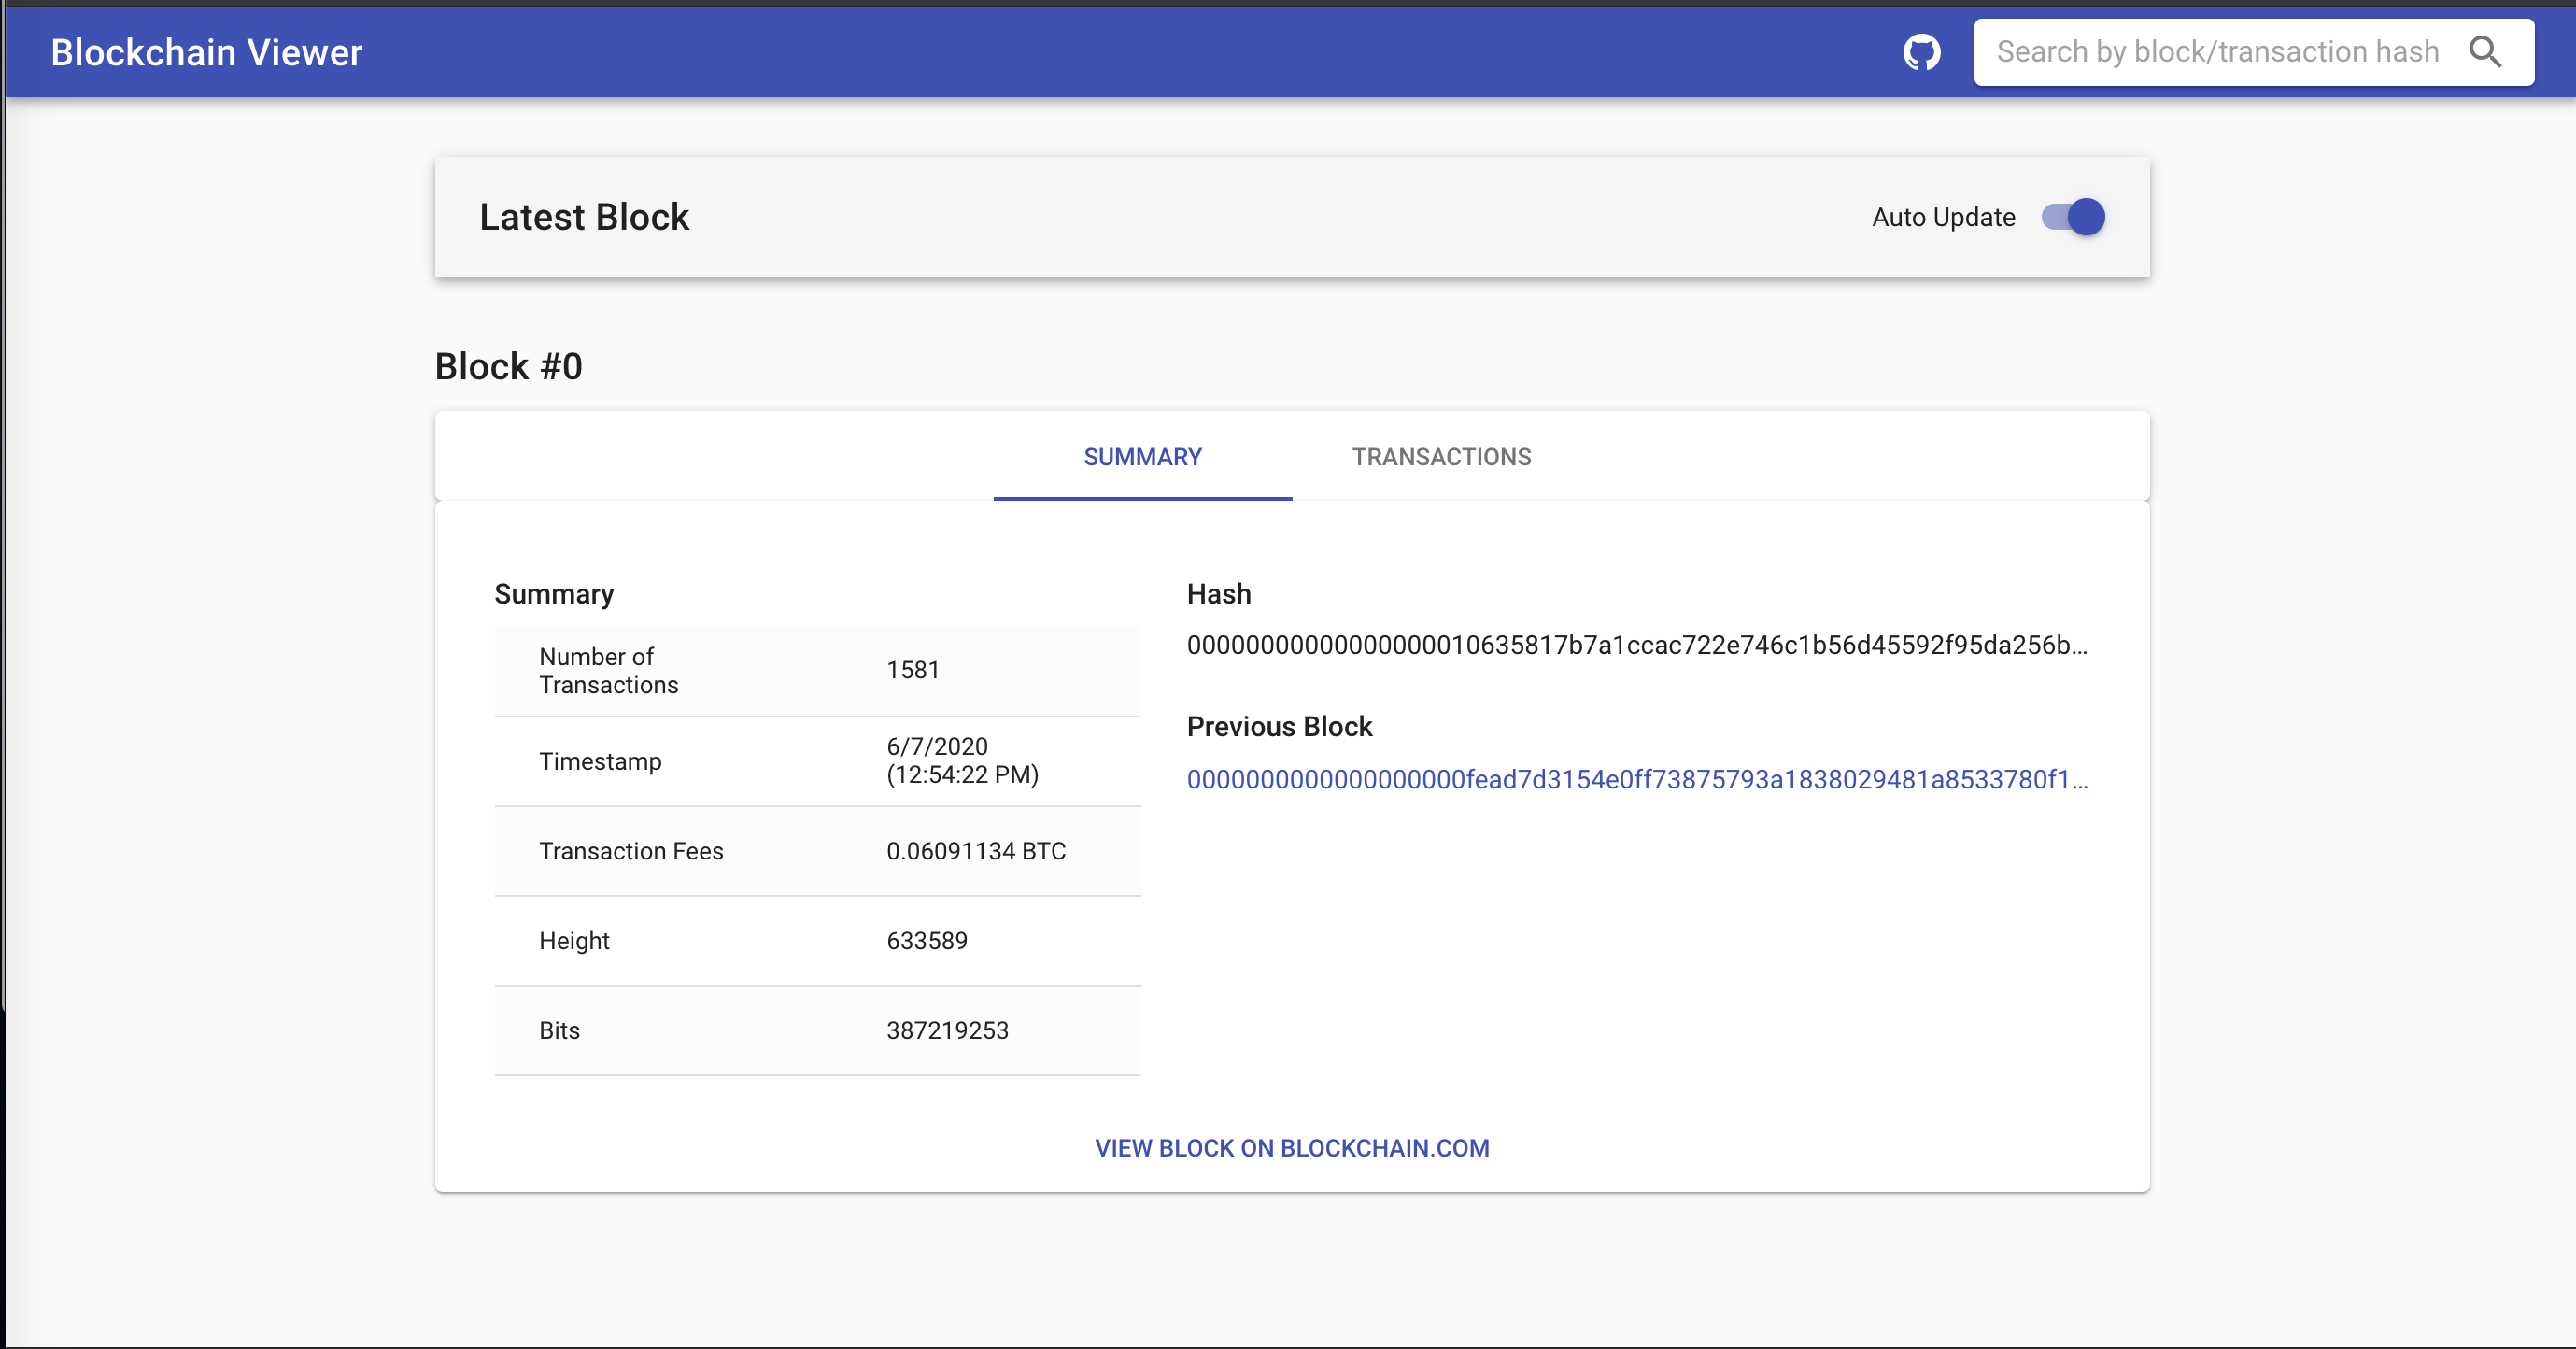 Blockchain Viewer
Search by block/transaction hash
Latest Block
Auto Update
Block #0
SUMMARY
TRANSACTIONS
Summary
Number of
Transactions
1581
Timestamp
6/7/2020
(12:54:22 PM)
Transaction Fees
0.06091134 BTC
Height
633589
Bits
387219253
Hash
00000000000000000010635817b7a1ccac722e746c1b56d45592f95da256b…
Previous Block
0000000000000000000fead7d3154e0ff73875793a1838029481a8533780f1…
VIEW BLOCK ON BLOCKCHAIN.COM